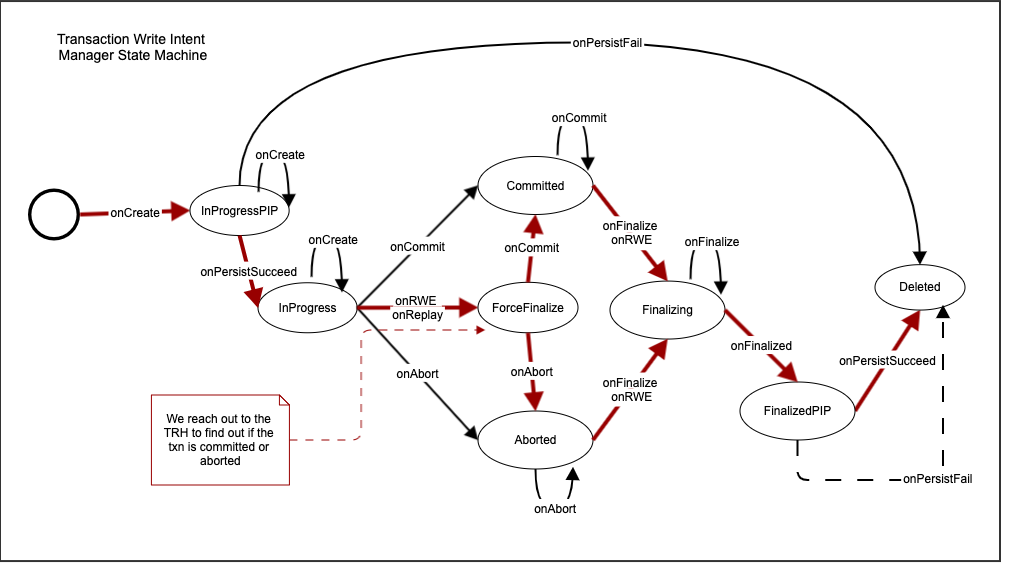 Transaction Write Intent
Manager State Machine
onPersistFail
onCommit
onCreate
Committed
onCreate
InProgressPIP
onFinalize
onRWE
onCreate
onCommit
onCommit
onFinalize
onPersistSucceed
Deleted
InProgress
onRWE
onReplay
ForceFinalize
Finalizing
onFinalized
onPersistSucceed
onAbort
onAbort
onFinalize
onRWE
We reach out to the
TRH to find out if the
txn is committed or
aborted
FinalizedPIP
Aborted
onPersistFail
onAbort